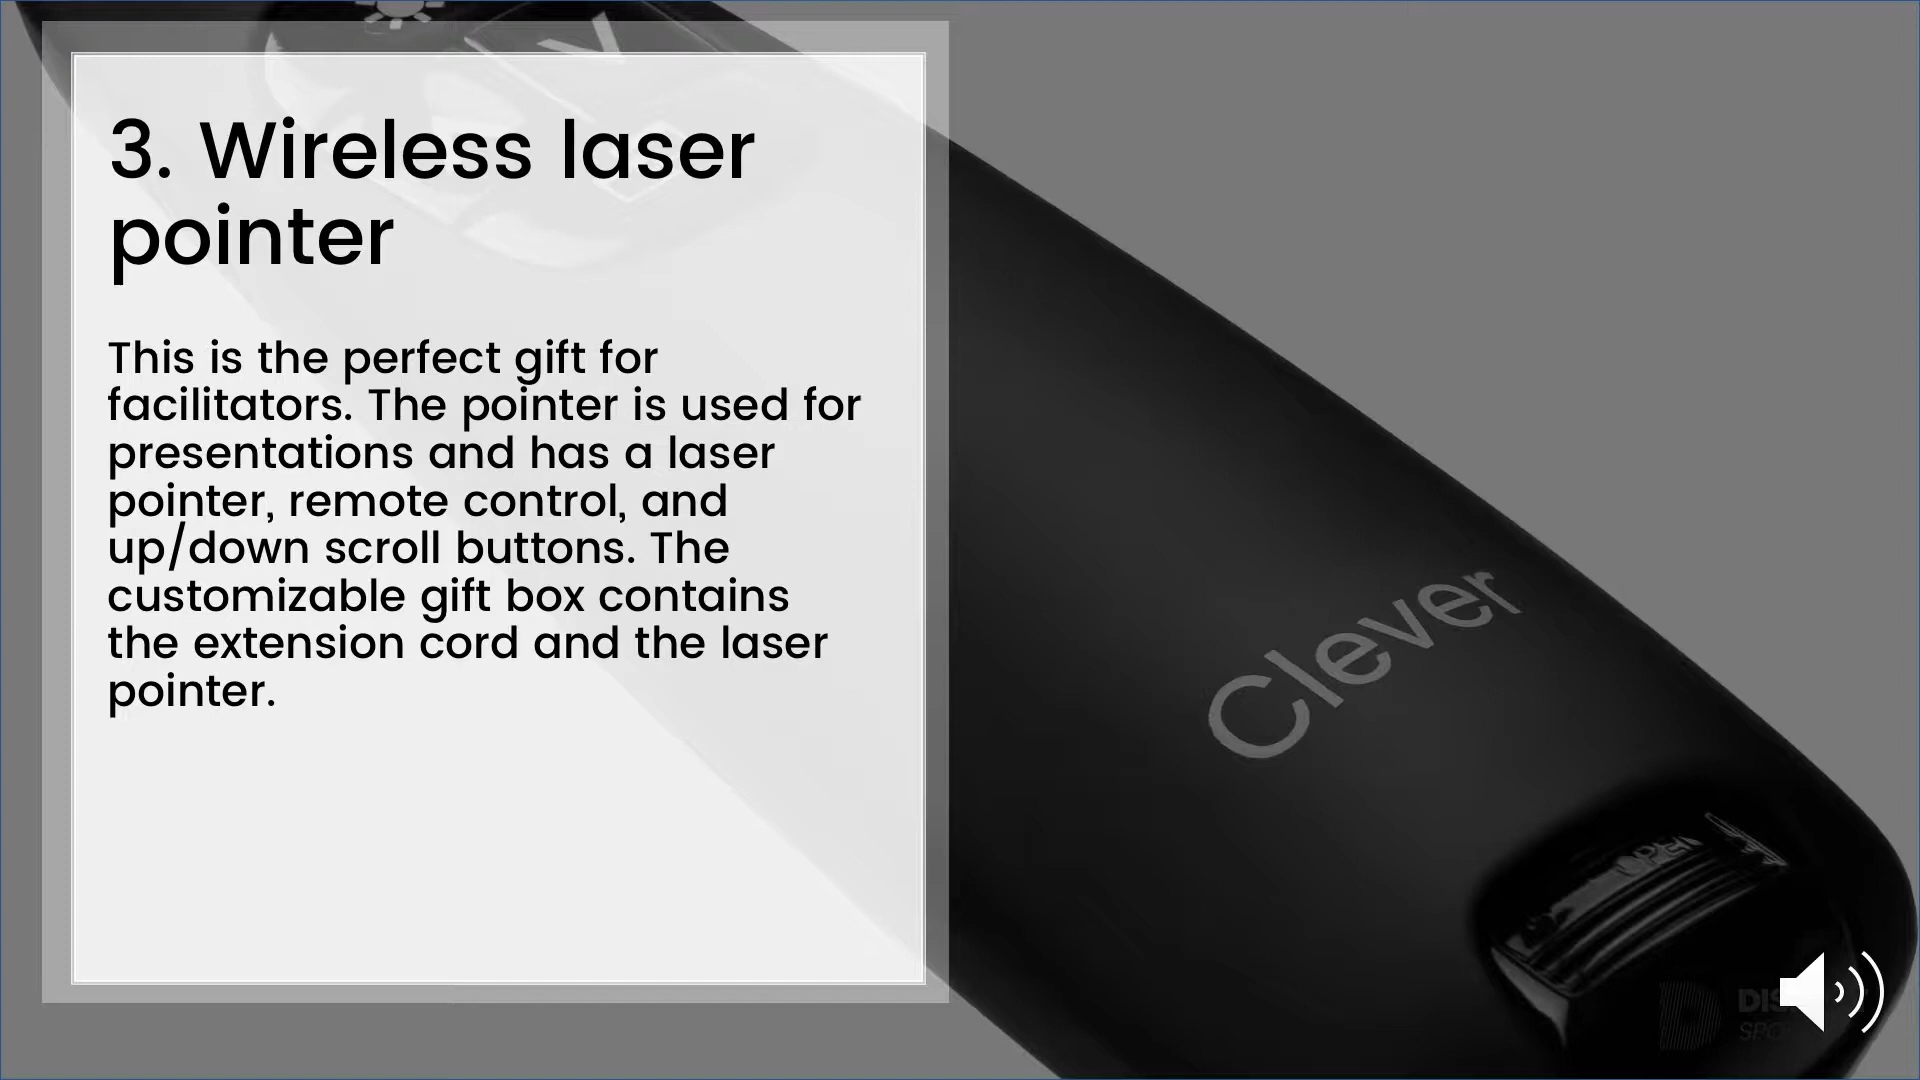 3. Wireless laser
pointer
This is the perfect gift for
facilitators. The pointer is used for
presentations and has a laser
pointer, remote control, and
up/down scroll buttons. The
customizable gift box contains
the extension cord and the laser
pointer.
Clever
OPEN